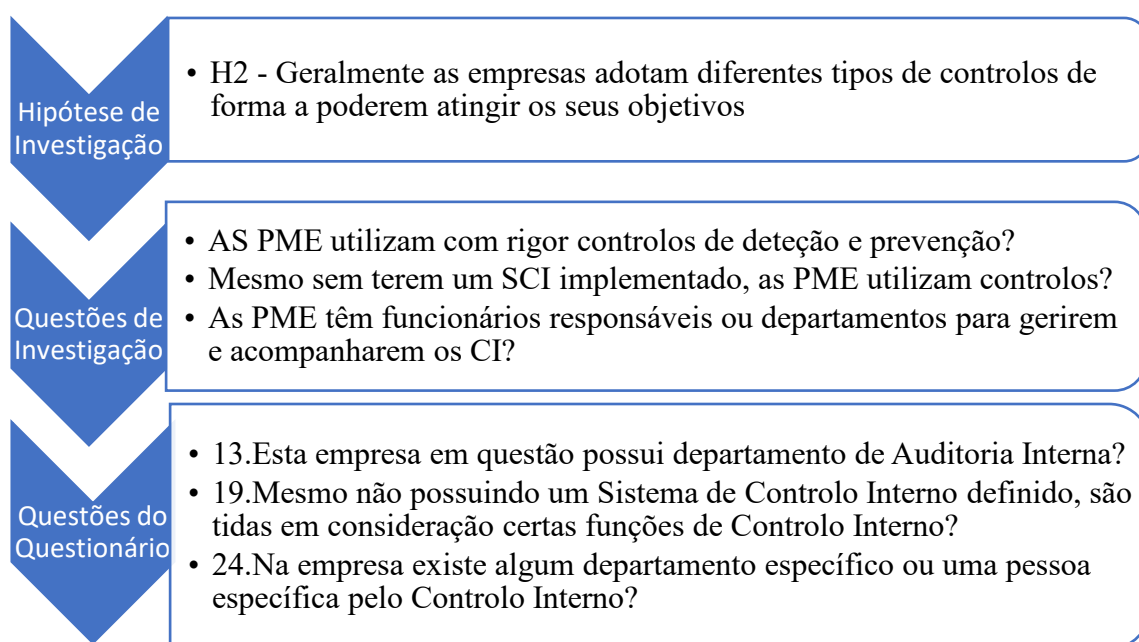 Hipótese de
Investigação
• H2 - Geralmente as empresas adotam diferentes tipos de controlos de
forma a poderem atingir os seus objetivos
Questões de
Investigação
• AS PME utilizam com rigor controlos de deteção e prevenção?
• Mesmo sem terem um SCI implementado, as PME utilizam controlos?
• As PME têm funcionários responsáveis ou departamentos para gerirem
e acompanharem os CI?
Questões do
Questionário
• 13.Esta empresa em questão possui departamento de Auditoria Interna?
• 19.Mesmo não possuindo um Sistema de Controlo Interno definido, são
tidas em consideração certas funções de Controlo Interno?
• 24.Na empresa existe algum departamento específico ou uma pessoa
específica pelo Controlo Interno?